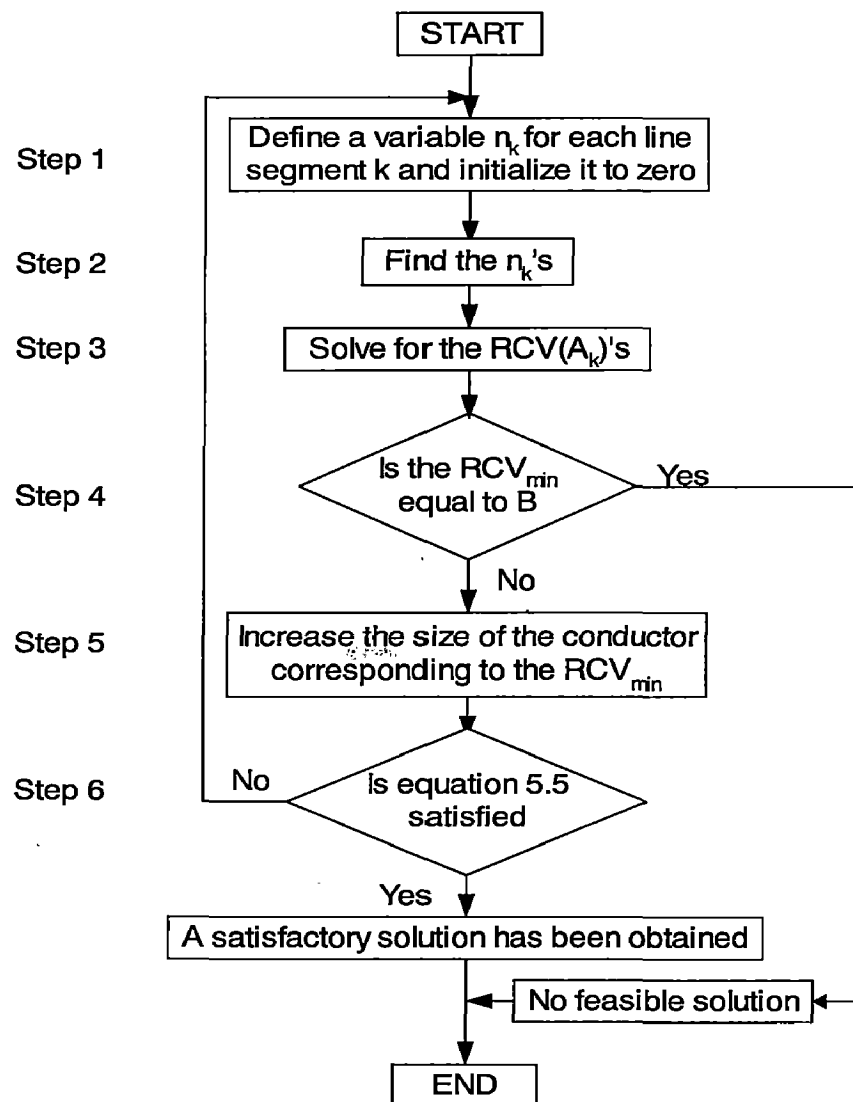 START
Step 1
Define a variable nₖ for each line
segment k and initialize it to zero
Step 2
Find the nₖ's
Step 3
Solve for the RCV(Aₖ)'s
Step 4
Is the RCVmin
equal to B
Yes
No
Step 5
Increase the size of the conductor
corresponding to the RCVmin
Step 6
No
Is equation 5.5
satisfied
Yes
A satisfactory solution has been obtained
No feasible solution
END